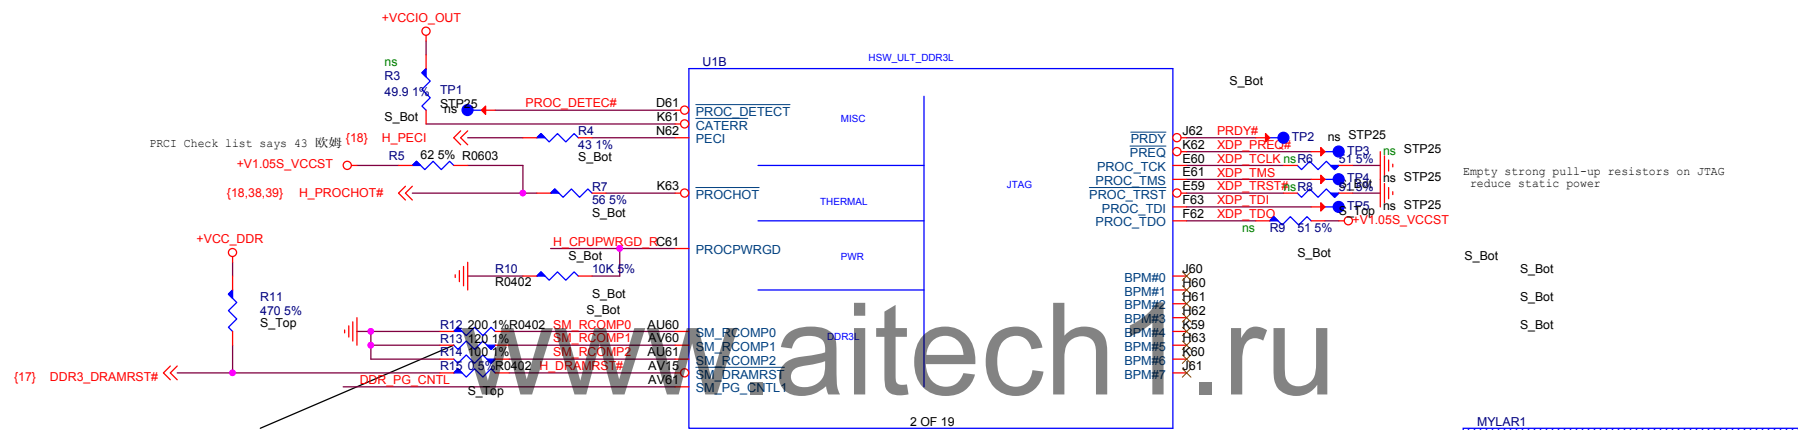 +VCCIO_OUT
U1B
HSW_ULT_DDR3L
ns
R3
49.9 1%
TP1
STP25
ns
PROC_DETEC#
D61
PROC_DETECT
S_Bot
K61
CATERR
MISC
S_Bot
PRCI Check list says 43 欧姆
{18} H_PECI
R4
43 1%
S_Bot
N62
PECI
+V1.05S_VCCST
R5
62 5%
R0603
{18,38,39} H_PROCHOT#
R7
56 5%
S_Bot
K63
PROCHOT
THERMAL
JTAG
PRDY
J62
PRDY#
TP2
ns
STP25
PREQ
K62
XDP_PREQ#
TP3
ns
STP25
PROC_TCK
E60
XDP_TCLK
ns
R6
51 5%
PROC_TMS
E61
XDP_TMS
TP4
ns
STP25
PROC_TRST
E59
XDP_TRST#
ns
R8
51 5%
S_Bot
PROC_TDI
F63
XDP_TDI
TP5
ns
STP25
S_Top
PROC_TDO
F62
XDP_TDO
ns
R9
51 5%
+V1.05S_VCCST
S_Bot
Empty strong pull-up resistors on JTAG
reduce static power
+VCC_DDR
H_CPUPWRGD_R
C61
PROCPWRGD
PWR
S_Bot
R10
R0402
10K 5%
S_Bot
S_Bot
R11
470 5%
S_Top
BPM#0
J60
BPM#1
H60
BPM#2
H61
BPM#3
H62
BPM#4
K59
BPM#5
H63
BPM#6
K60
BPM#7
J61
S_Bot
S_Bot
S_Bot
S_Bot
R12
200 1%
R0402
SM_RCOMP0
AU60
SM_RCOMP0
R13
120 1%
SM_RCOMP1
AV60
SM_RCOMP1
DDR3L
R14
100 1%
SM_RCOMP2
AU61
SM_RCOMP2
R15
0 5%
R0402
H_DRAMRST#
AV15
SM_DRAMRST
{17} DDR3_DRAMRST#
DDR_PG_CNTL
AV61
SM_PG_CNTL1
S_Top
www.aitech1.ru
2 OF 19
MYLAR1